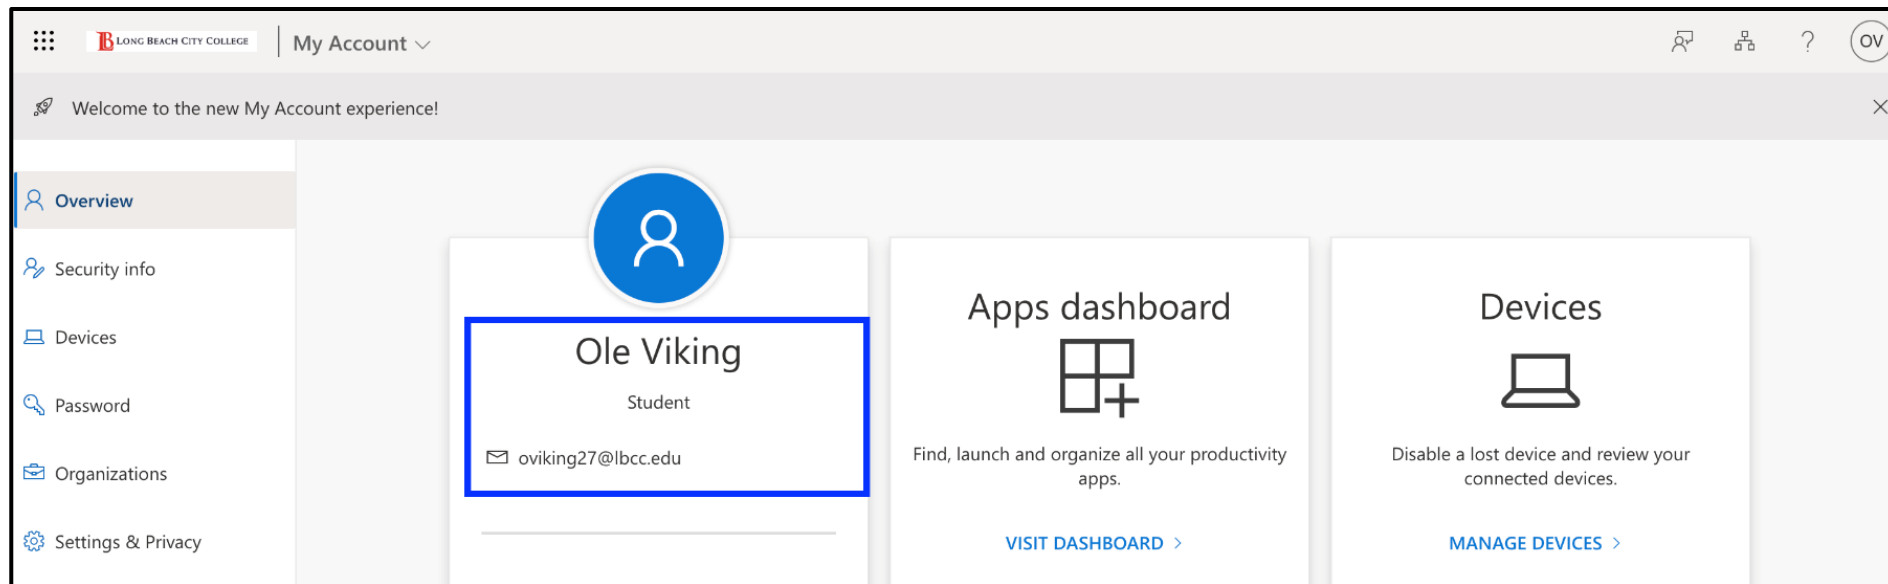 LONG BEACH CITY COLLEGE
My Account
OV
Welcome to the new My Account experience!
Overview
Security info
Devices
Password
Organizations
Settings & Privacy
Ole Viking
Student
oviking27@lbcc.edu
Apps dashboard
Find, launch and organize all your productivity
apps.
VISIT DASHBOARD
Devices
Disable a lost device and review your
connected devices.
MANAGE DEVICES